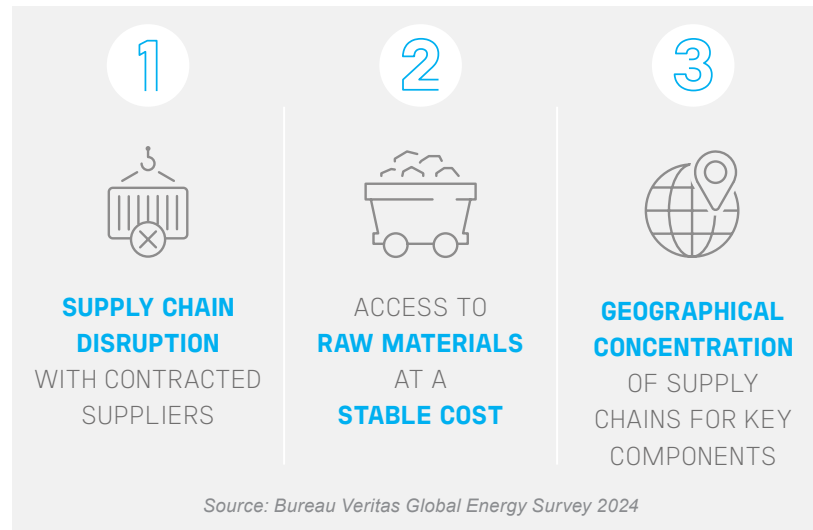 1
SUPPLY CHAIN
DISRUPTION
WITH CONTRACTED
SUPPLIERS
2
ACCESS TO
RAW MATERIALS
AT A
STABLE COST
3
GEOGRAPHICAL
CONCENTRATION
OF SUPPLY
CHAINS FOR KEY
COMPONENTS
Source: Bureau Veritas Global Energy Survey 2024